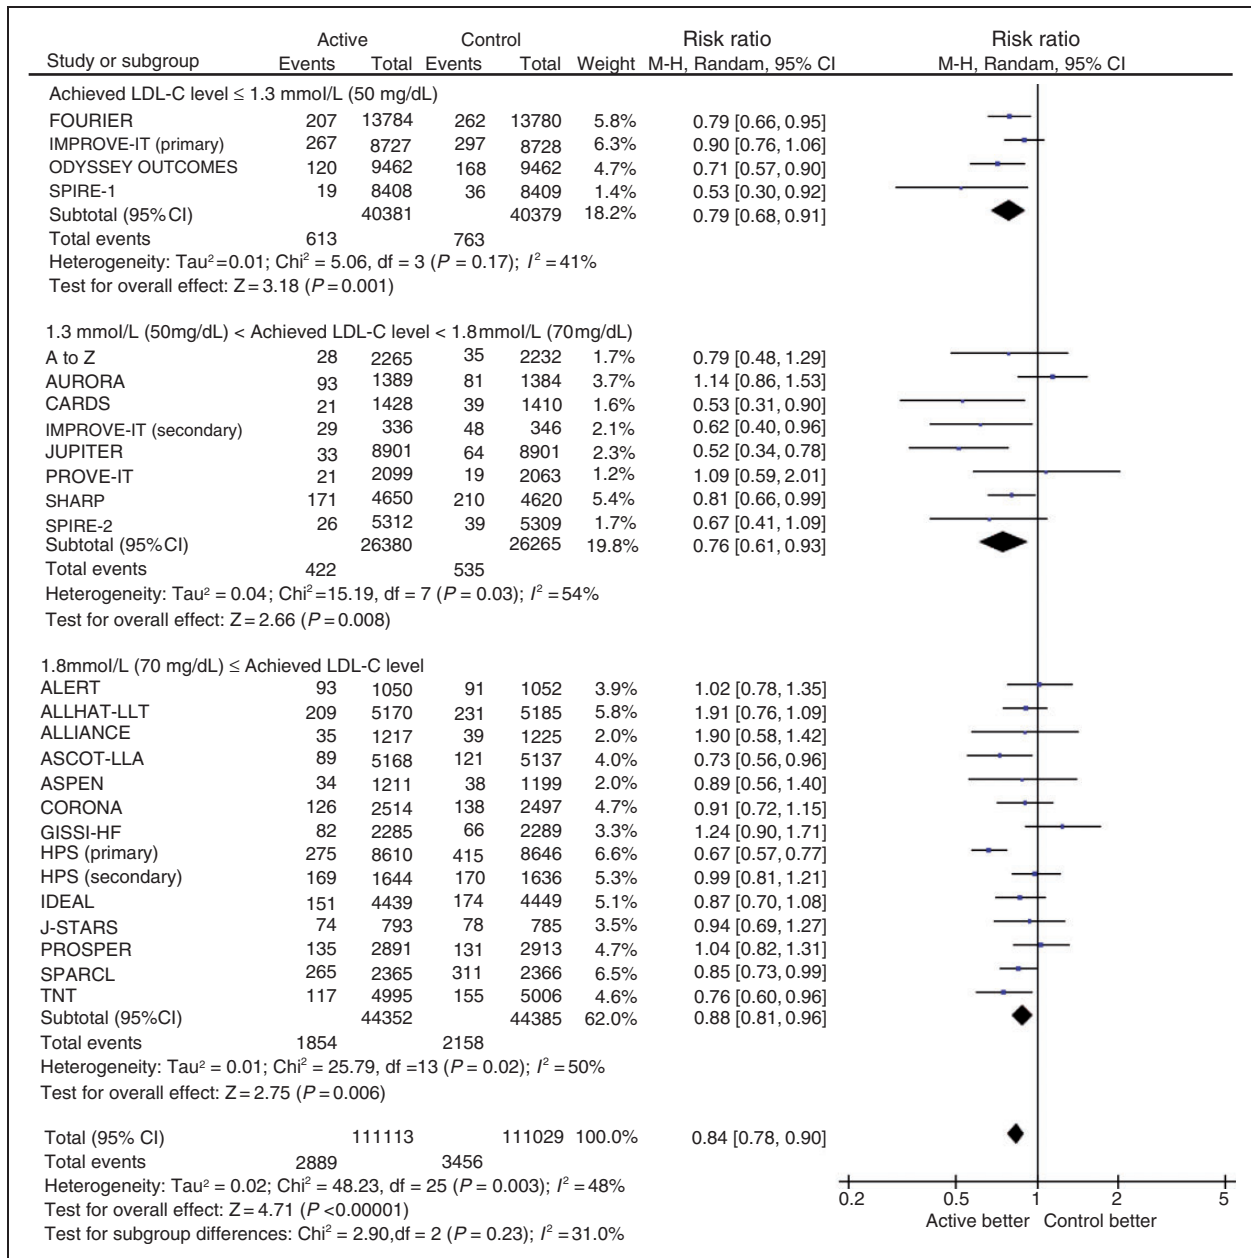 Active Control Risk ratio Risk ratio
Study or subgroup Events Total Events Total Weight M-H, Randam, 95% CI M-H, Randam, 95% CI
Achieved LDL-C level ≤ 1.3 mmol/L (50 mg/dL)
FOURIER 207 13784 262 13780 5.8% 0.79 [0.66, 0.95]
IMPROVE-IT (primary) 267 8727 297 8728 6.3% 0.90 [0.76, 1.06]
ODYSSEY OUTCOMES 120 9462 168 9462 4.7% 0.71 [0.57, 0.90]
SPIRE-1 19 8408 36 8409 1.4% 0.53 [0.30, 0.92]
Subtotal (95%CI) 40381 40379 18.2% 0.79 [0.68, 0.91]
Total events 613 763
Heterogeneity: Tau²=0.01; Chi² = 5.06, df = 3 (P = 0.17); I² = 41%
Test for overall effect: Z = 3.18 (P = 0.001)
1.3 mmol/L (50mg/dL) < Achieved LDL-C level < 1.8mmol/L (70mg/dL)
A to Z 28 2265 35 2232 1.7% 0.79 [0.48, 1.29]
AURORA 93 1389 81 1384 3.7% 1.14 [0.86, 1.53]
CARDS 21 1428 39 1410 1.6% 0.53 [0.31, 0.90]
IMPROVE-IT (secondary) 29 336 48 346 2.1% 0.62 [0.40, 0.96]
JUPITER 33 8901 64 8901 2.3% 0.52 [0.34, 0.78]
PROVE-IT 21 2099 19 2063 1.2% 1.09 [0.59, 2.01]
SHARP 171 4650 210 4620 5.4% 0.81 [0.66, 0.99]
SPIRE-2 26 5312 39 5309 1.7% 0.67 [0.41, 1.09]
Subtotal (95%CI) 26380 26265 19.8% 0.76 [0.61, 0.93]
Total events 422 535
Heterogeneity: Tau² = 0.04; Chi² =15.19, df = 7 (P = 0.03); I² = 54%
Test for overall effect: Z = 2.66 (P = 0.008)
1.8mmol/L (70 mg/dL) ≤ Achieved LDL-C level
ALERT 93 1050 91 1052 3.9% 1.02 [0.78, 1.35]
ALLHAT-LLT 209 5170 231 5185 5.8% 1.91 [0.76, 1.09]
ALLIANCE 35 1217 39 1225 2.0% 1.90 [0.58, 1.42]
ASCOT-LLA 89 5168 121 5137 4.0% 0.73 [0.56, 0.96]
ASPEN 34 1211 38 1199 2.0% 0.89 [0.56, 1.40]
CORONA 126 2514 138 2497 4.7% 0.91 [0.72, 1.15]
GISSI-HF 82 2285 66 2289 3.3% 1.24 [0.90, 1.71]
HPS (primary) 275 8610 415 8646 6.6% 0.67 [0.57, 0.77]
HPS (secondary) 169 1644 170 1636 5.3% 0.99 [0.81, 1.21]
IDEAL 151 4439 174 4449 5.1% 0.87 [0.70, 1.08]
J-STARS 74 793 78 785 3.5% 0.94 [0.69, 1.27]
PROSPER 135 2891 131 2913 4.7% 1.04 [0.82, 1.31]
SPARCL 265 2365 311 2366 6.5% 0.85 [0.73, 0.99]
TNT 117 4995 155 5006 4.6% 0.76 [0.60, 0.96]
Subtotal (95%CI) 44352 44385 62.0% 0.88 [0.81, 0.96]
Total events 1854 2158
Heterogeneity: Tau² = 0.01; Chi² = 25.79, df =13 (P = 0.02); I² = 50%
Test for overall effect: Z = 2.75 (P = 0.006)
Total (95% CI) 111113 111029 100.0% 0.84 [0.78, 0.90]
Total events 2889 3456
Heterogeneity: Tau² = 0.02; Chi² = 48.23, df = 25 (P = 0.003); I² = 48%
Test for overall effect: Z = 4.71 (P <0.00001)
Test for subgroup differences: Chi² = 2.90,df = 2 (P = 0.23); I² = 31.0%
0.2 0.5 1 2 5
Active better Control better